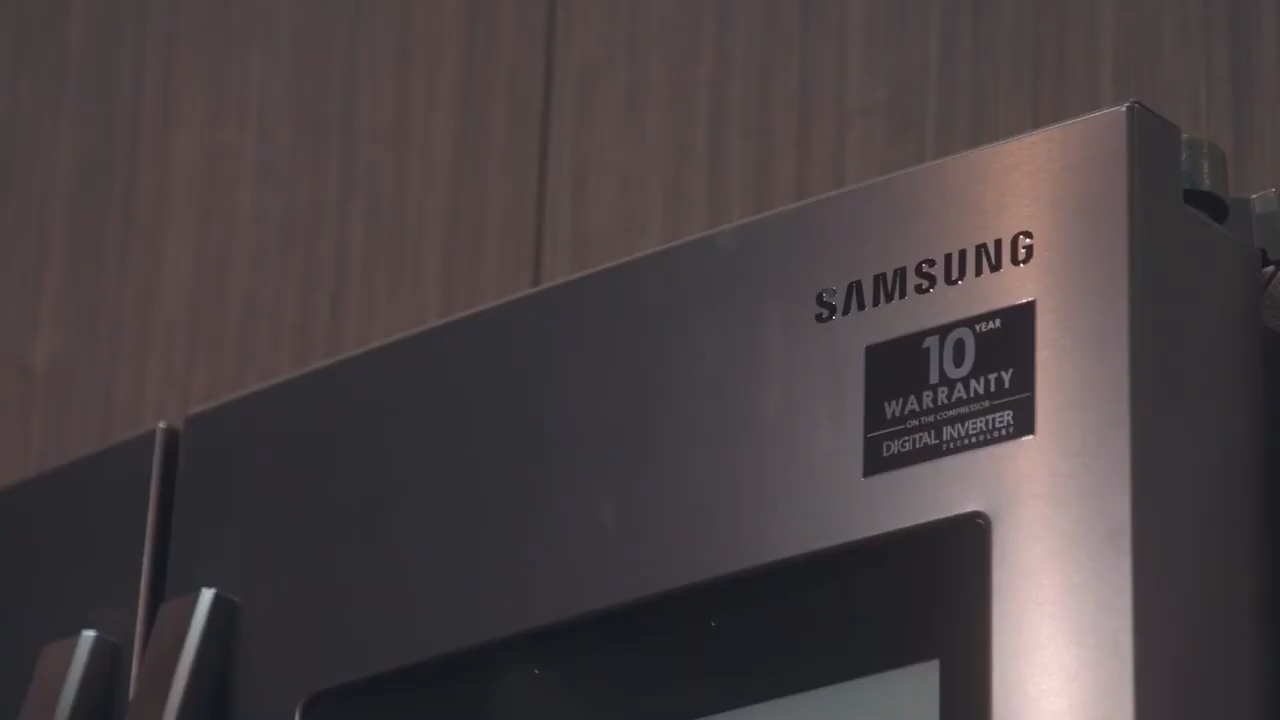 SAMSUNG
10 YEAR
WARRANTY
ON THE COMPRESSOR
DIGITAL INVERTER
TECHNOLOGY